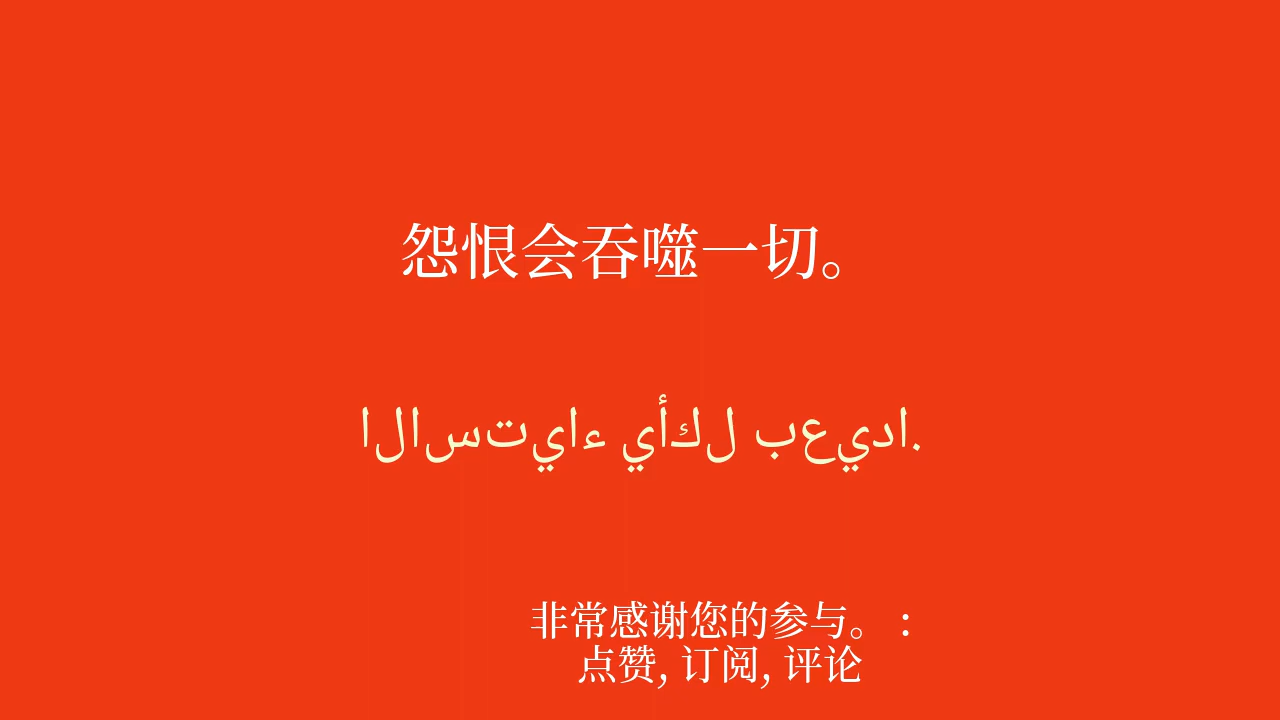 怨恨会吞噬一切。
الاستياء يأكل بعيدا.
非常感谢您的参与。 :
点赞, 订阅, 评论